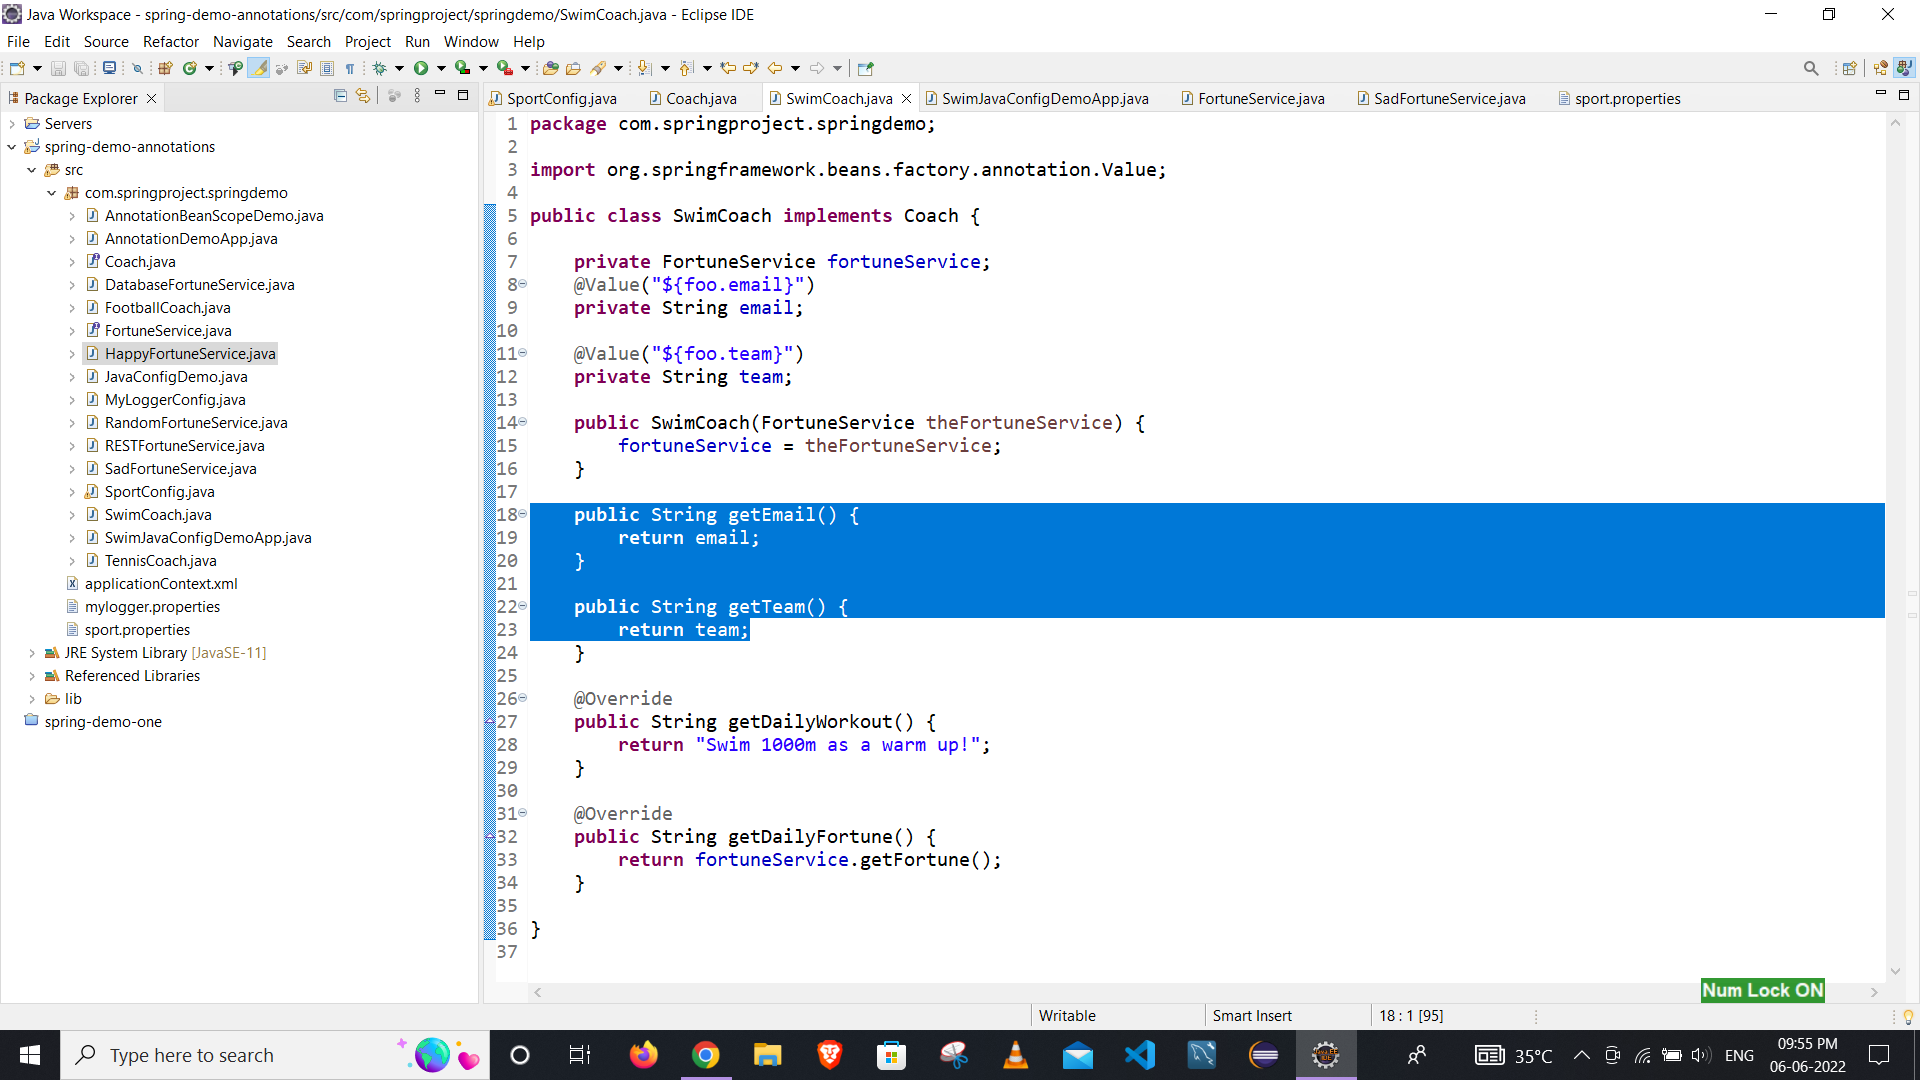 Java Workspace - spring-demo-annotations/src/com/springproject/springdemo/SwimCoach.java - Eclipse IDE
File Edit Source Refactor Navigate Search Project Run Window Help
Package Explorer
SportConfig.java Coach.java SwimCoach.java SwimJavaConfigDemoApp.java FortuneService.java SadFortuneService.java sport.properties
Servers
spring-demo-annotations
src
com.springproject.springdemo
AnnotationBeanScopeDemo.java
AnnotationDemoApp.java
Coach.java
DatabaseFortuneService.java
FootballCoach.java
FortuneService.java
HappyFortuneService.java
JavaConfigDemo.java
MyLoggerConfig.java
RandomFortuneService.java
RESTFortuneService.java
SadFortuneService.java
SportConfig.java
SwimCoach.java
SwimJavaConfigDemoApp.java
TennisCoach.java
applicationContext.xml
mylogger.properties
sport.properties
JRE System Library [JavaSE-11]
Referenced Libraries
lib
spring-demo-one
1 package com.springproject.springdemo;
2
3 import org.springframework.beans.factory.annotation.Value;
4
5 public class SwimCoach implements Coach {
6
7 private FortuneService fortuneService;
8 @Value("${foo.email}")
9 private String email;
10
11 @Value("${foo.team}")
12 private String team;
13
14 public SwimCoach(FortuneService theFortuneService) {
15 fortuneService = theFortuneService;
16 }
17
18 public String getEmail() {
19 return email;
20 }
21
22 public String getTeam() {
23 return team;
24 }
25
26 @Override
27 public String getDailyWorkout() {
28 return "Swim 1000m as a warm up!";
29 }
30
31 @Override
32 public String getDailyFortune() {
33 return fortuneService.getFortune();
34 }
35
36 }
37
Num Lock ON
Writable Smart Insert 18 : 1 [95]
Type here to search
35°C ENG 09:55 PM
06-06-2022